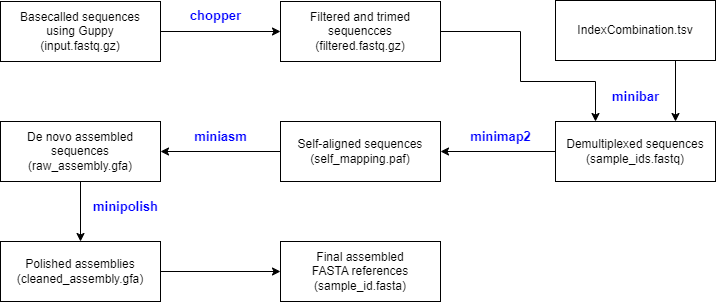 Basecalled sequences
using Guppy
(input.fastq.gz)
chopper
Filtered and trimed
sequencces
(filtered.fastq.gz)
IndexCombination.tsv
minibar
De novo assembled
sequences
(raw_assembly.gfa)
miniasm
Self-aligned sequences
(self_mapping.paf)
minimap2
Demultiplexed sequences
(sample_ids.fastq)
minipolish
Polished assemblies
(cleaned_assembly.gfa)
Final assembled
FASTA references
(sample_id.fasta)